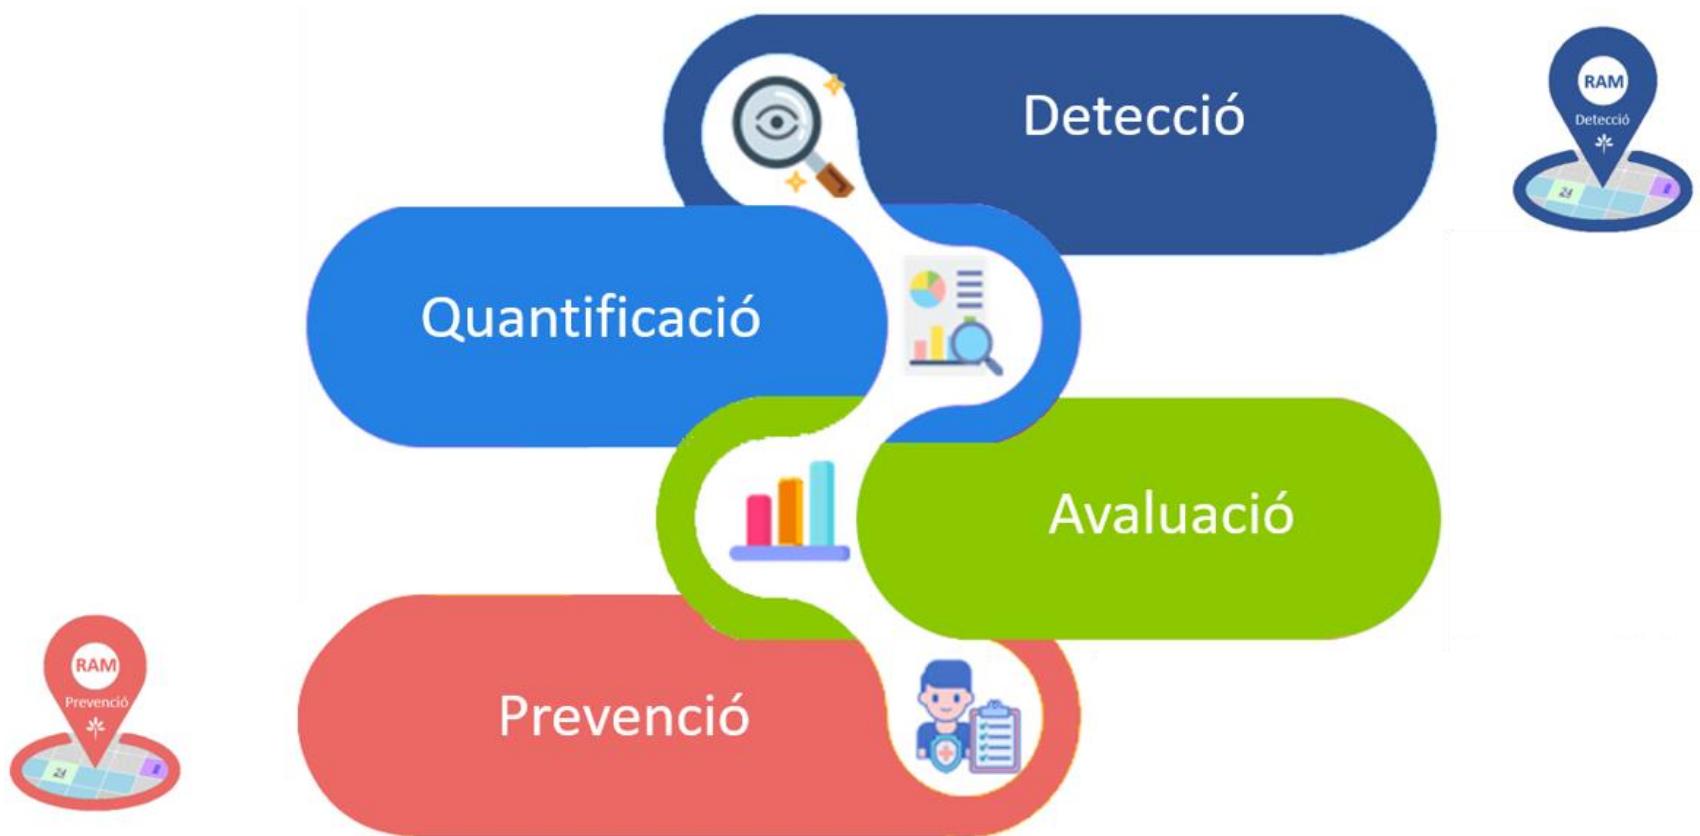 Detecció
RAM
Detecció
Quantificació
Avaluació
RAM
Prevenció
Prevenció